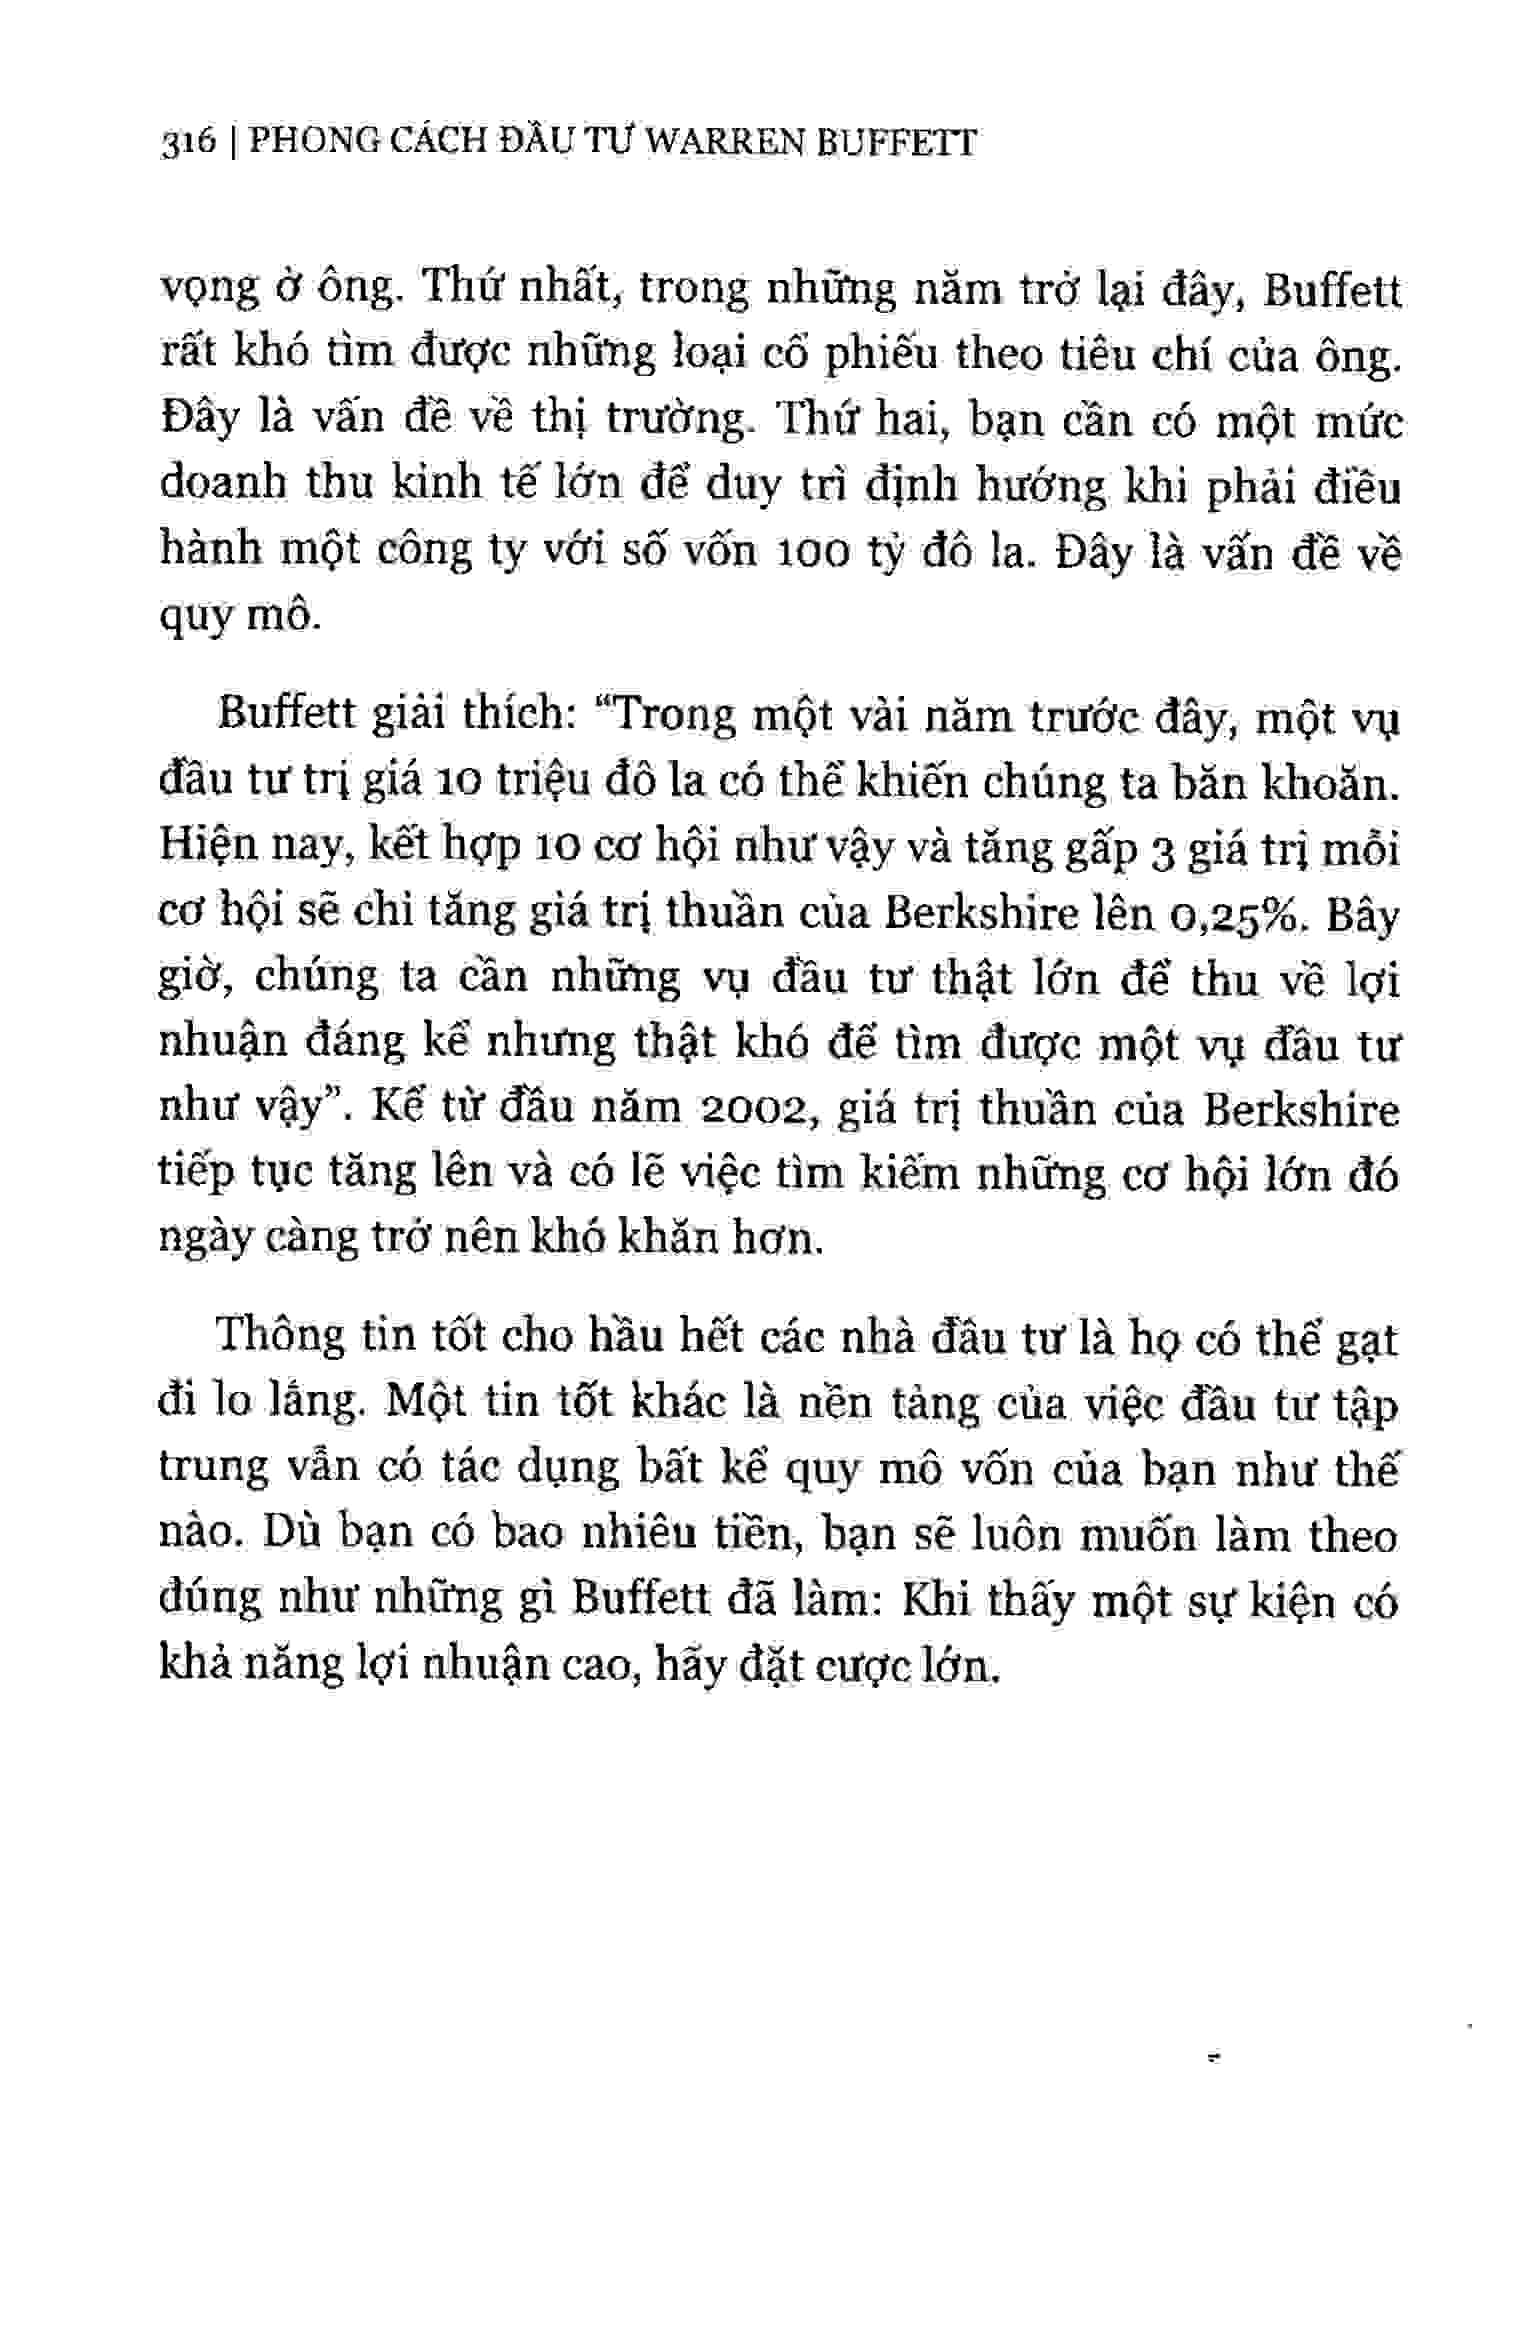 316 | PHONG CÁCH ĐẦU TƯ WARREN BUFFETT
vọng ở ông. Thứ nhất, trong những năm trở lại đây, Buffett
rất khó tìm được những loại cổ phiếu theo tiêu chí của ông.
Đây là vấn đề về thị trường. Thứ hai, bạn cần có một mức
doanh thu kinh tế lớn để duy trì định hướng khi phải điều
hành một công ty với số vốn 100 tỷ đô la. Đây là vấn đề về
quy mô.
Buffett giải thích: “Trong một vài năm trước đây, một vụ
đầu tư trị giá 10 triệu đô la có thể khiến chúng ta băn khoăn.
Hiện nay, kết hợp 10 cơ hội như vậy và tăng gấp 3 giá trị mỗi
cơ hội sẽ chỉ tăng giá trị thuần của Berkshire lên 0,25%. Bây
giờ, chúng ta cần những vụ đầu tư thật lớn để thu về lợi
nhuận đáng kể nhưng thật khó để tìm được một vụ đầu tư
như vậy”. Kể từ đầu năm 2002, giá trị thuần của Berkshire
tiếp tục tăng lên và có lẽ việc tìm kiếm những cơ hội lớn đó
ngày càng trở nên khó khăn hơn.
Thông tin tốt cho hầu hết các nhà đầu tư là họ có thể gạt
đi lo lắng. Một tin tốt khác là nền tảng của việc đầu tư tập
trung vẫn có tác dụng bất kể quy mô vốn của bạn như thế
nào. Dù bạn có bao nhiêu tiền, bạn sẽ luôn muốn làm theo
đúng như những gì Buffett đã làm: Khi thấy một sự kiện có
khả năng lợi nhuận cao, hãy đặt cược lớn.